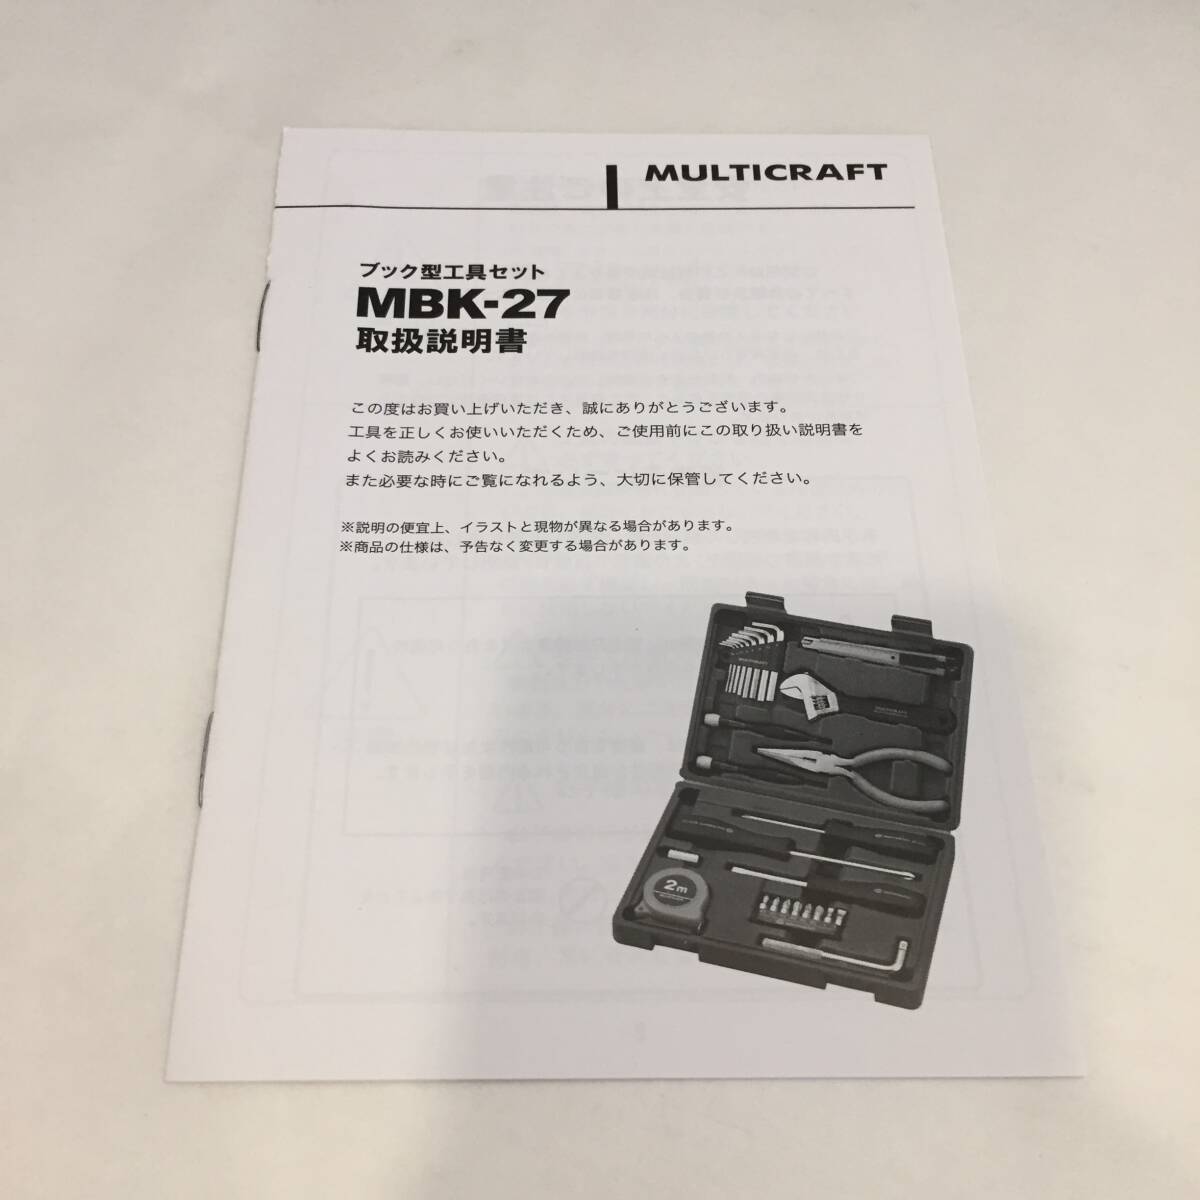 MULTICRAFT
ブック型工具セット
MBK-27
取扱説明書
この度はお買い上げいただき、誠にありがとうございます。
工具を正しくお使いいただくため、ご使用前にこの取り扱い説明書を
よくお読みください。
また必要な時にご覧になれるよう、大切に保管してください。
※説明の便宜上、イラストと現物が異なる場合があります。
※商品の仕様は、予告なく変更する場合があります。
MULTICRAFT
MULTICRAFT
2m